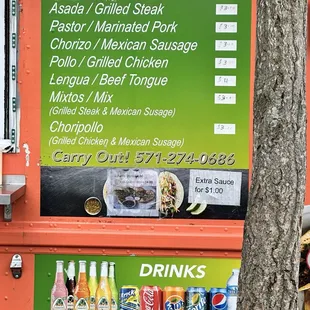 Asada / Grilled Steak
Pastor / Marinated Pork
Chorizo / Mexican Sausage
Pollo / Grilled Chicken
Lengua / Beef Tongue
Mixtos / Mix
(Grilled Steak & Mexican Sausage)
Choripollo
(Grilled Chicken & Mexican Susage)
Carry Out! 571-274-0686
Extra Sauce
for $1.00
DRINKS